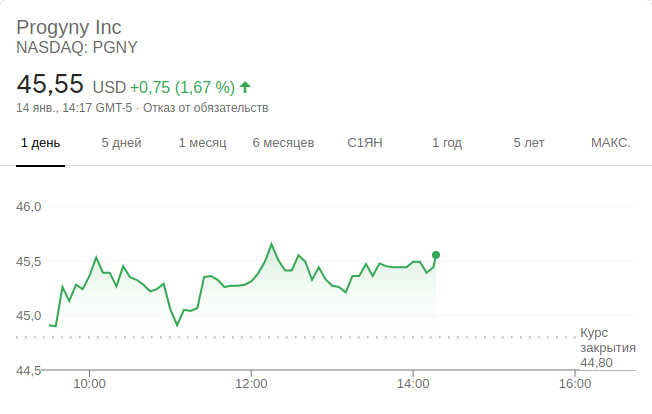 Progyny Inc
NASDAQ: PGNY
45,55 USD +0,75 (1,67 %)
14 янв., 14:17 GMT-5 · Отказ от обязательств
1 день 5 дней 1 месяц 6 месяцев С1ЯН 1 год 5 лет МАКС.
46,0
45,5
45,0
Курс
закрытия
44,80
44,5
10:00 12:00 14:00 16:00